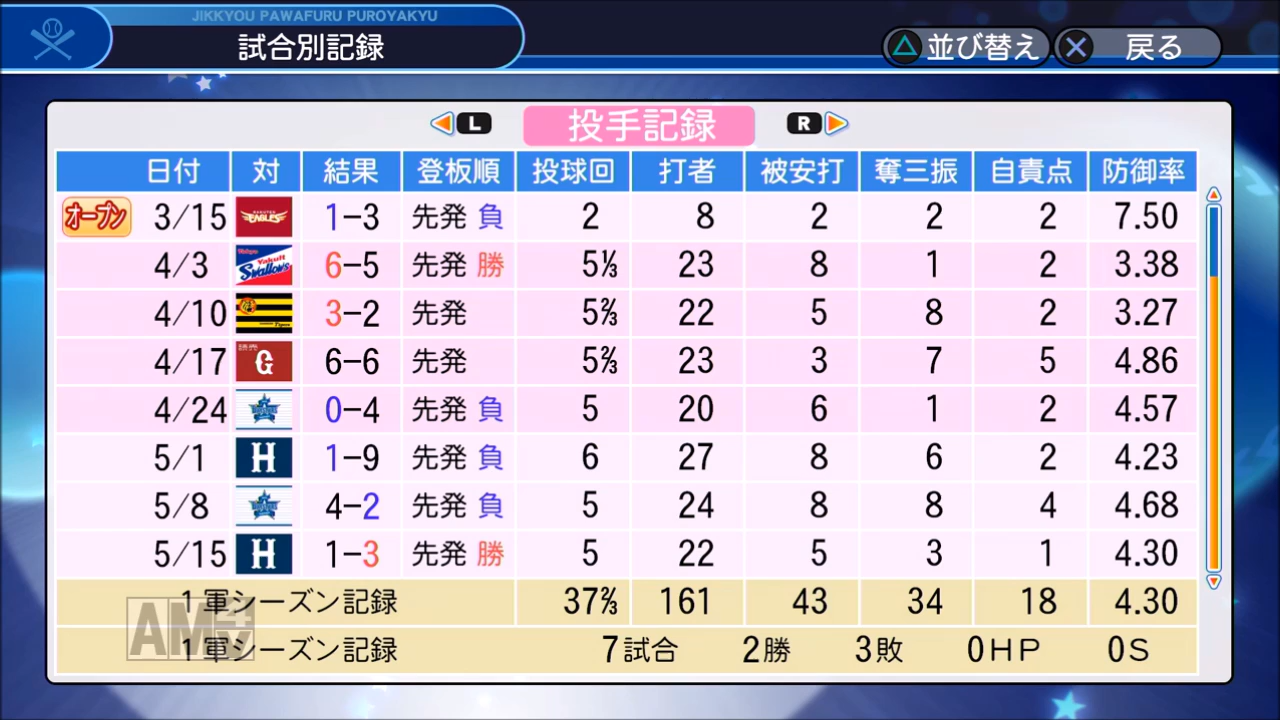 JIKKYOU PAWAFURU PUROYAKYU
試合別記録
並び替え 戻る
L 投手記録 R
日付 対 結果 登板順 投球回 打者 被安打 奪三振 自責点 防御率
オープン 3/15 EAGLES 1-3 先発 負 2 8 2 2 2 7.50
4/3 Yakult Swallows 6-5 先発 勝 5⅓ 23 8 1 2 3.38
4/10 Tigers 3-2 先発 5⅔ 22 5 8 2 3.27
4/17 G 6-6 先発 5⅔ 23 3 7 5 4.86
4/24 0-4 先発 負 5 20 6 1 2 4.57
5/1 H 1-9 先発 負 6 27 8 6 2 4.23
5/8 4-2 先発 負 5 24 8 8 4 4.68
5/15 H 1-3 先発 勝 5 22 5 3 1 4.30
1軍シーズン記録 37⅔ 161 43 34 18 4.30
1軍シーズン記録 7試合 2勝 3敗 0HP 0S